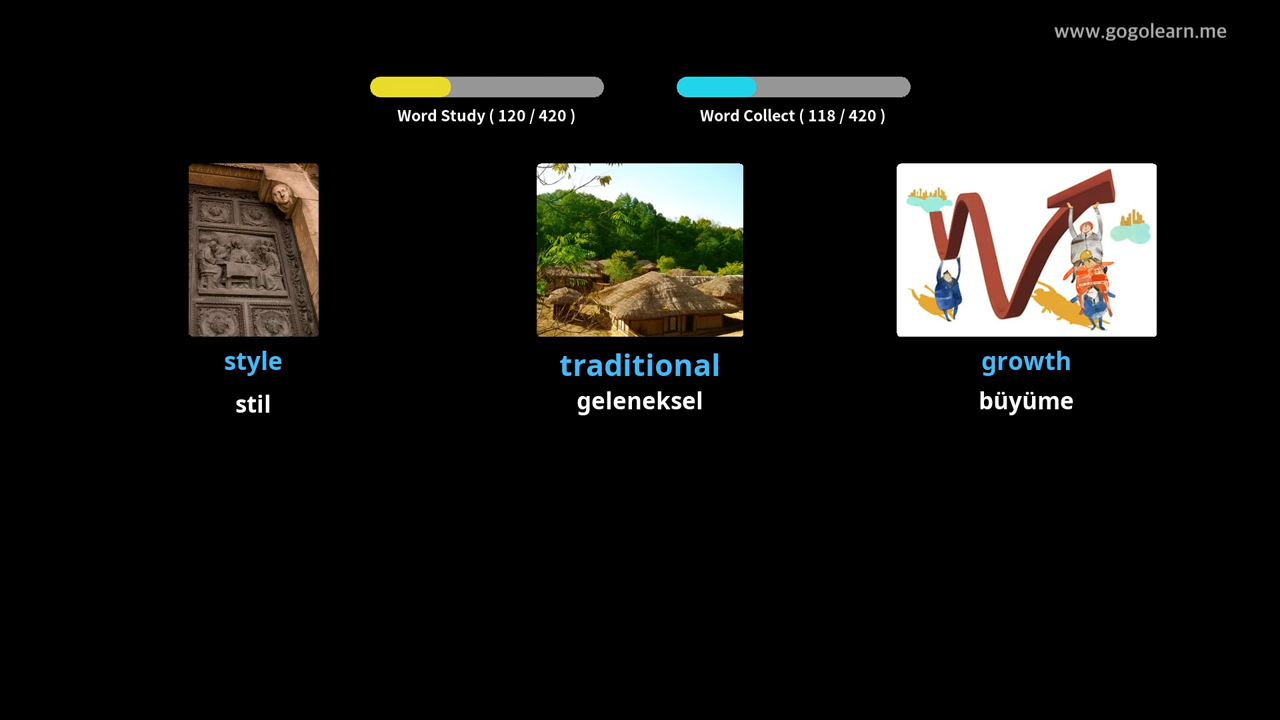 www.gogolearn.me
Word Study ( 120 / 420 )
Word Collect ( 118 / 420 )
style
stil
traditional
geleneksel
growth
büyüme